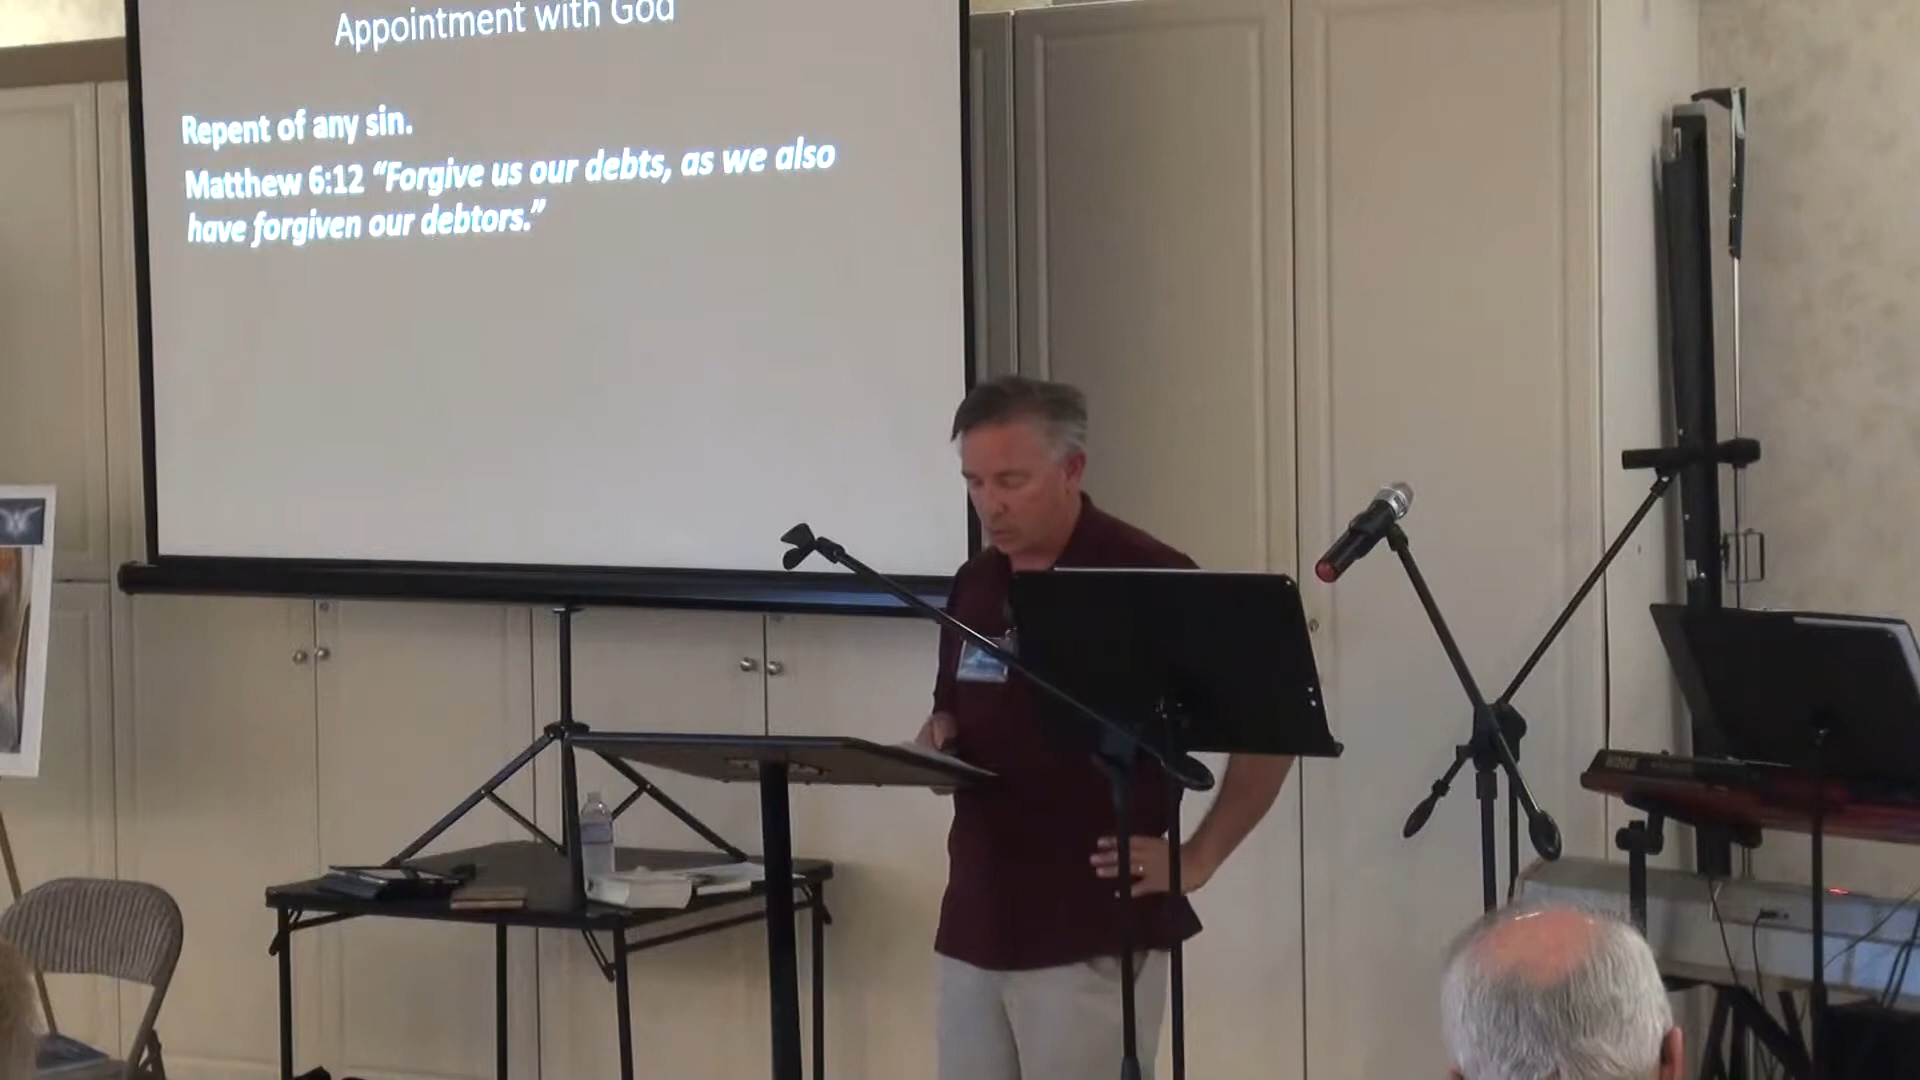 Appointment with God
Repent of any sin.
Matthew 6:12 “Forgive us our debts, as we also
have forgiven our debtors.”